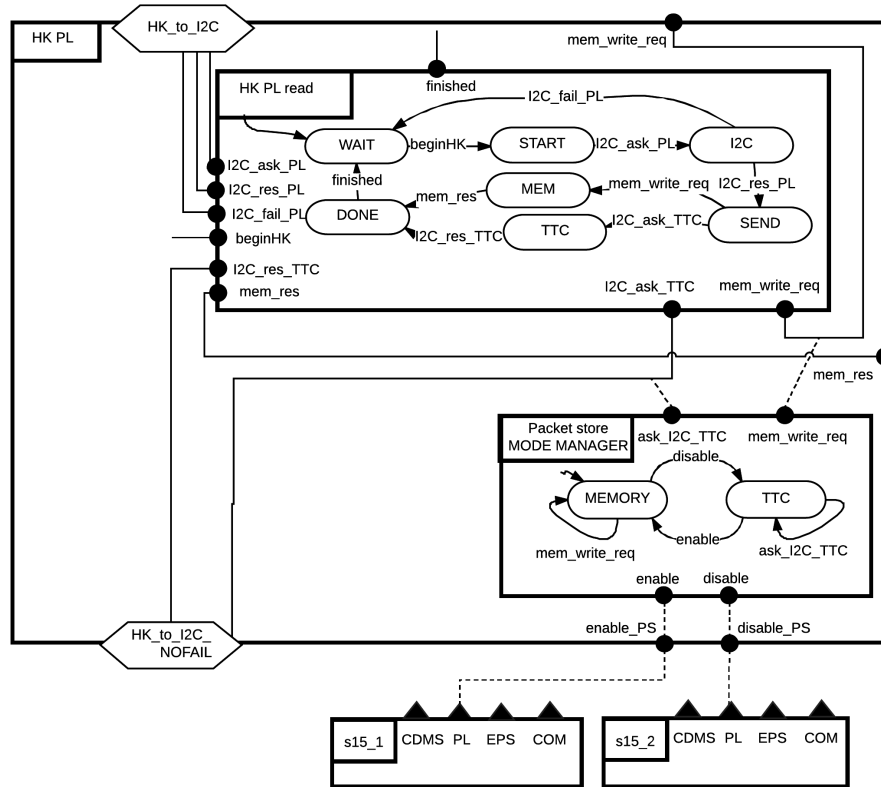 HK_to_I2C
HK PL
mem_write_req
finished
HK PL read
I2C_fail_PL
WAIT
beginHK
START
I2C_ask_PL
I2C
I2C_ask_PL
finished
MEM
mem_write_req
I2C_res_PL
I2C_res_PL
mem_res
I2C_fail_PL
DONE
I2C_ask_TTC
SEND
TTC
I2C_res_TTC
beginHK
I2C_res_TTC
mem_res
I2C_ask_TTC
mem_write_req
mem_res
Packet store
MODE MANAGER
ask_I2C_TTC
mem_write_req
disable
MEMORY
TTC
enable
mem_write_req
ask_I2C_TTC
enable
disable
enable_PS
disable_PS
HK_to_I2C_
NOFAIL
s15_1
CDMS
PL
EPS
COM
s15_2
CDMS
PL
EPS
COM